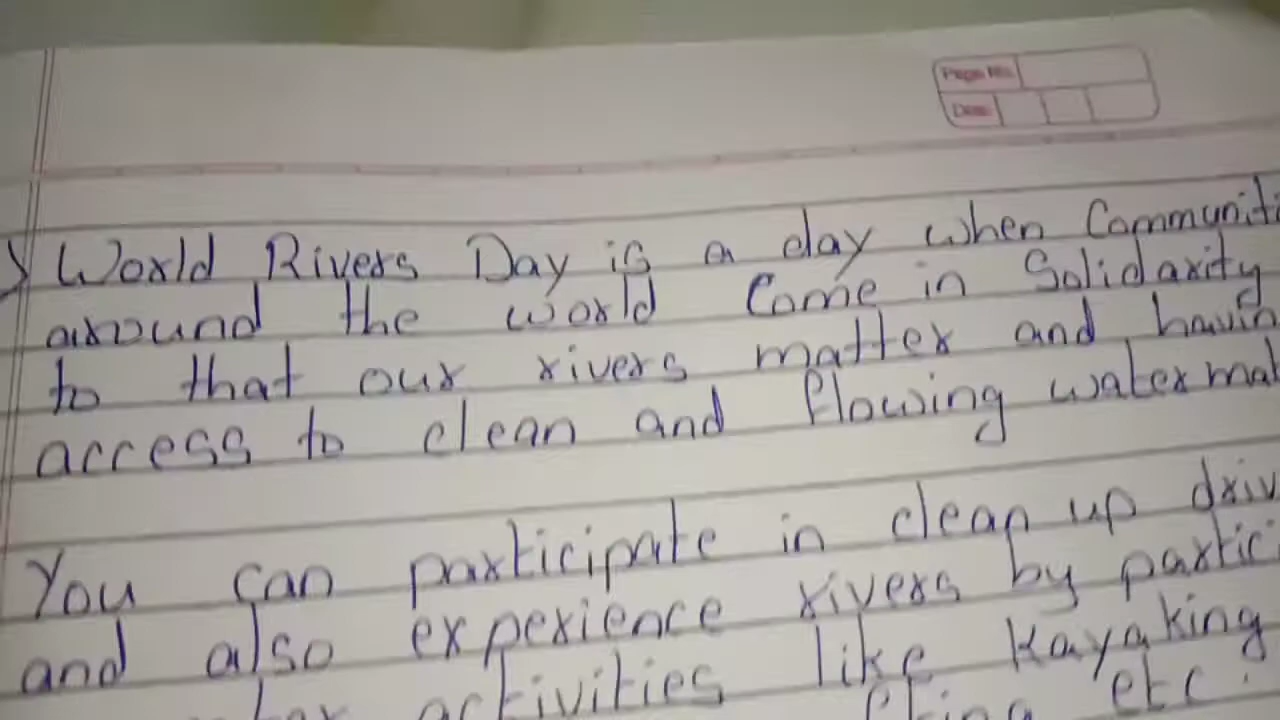 Page No.
Date
World Rivers Day is a day when Communiti
around the world Come in Solidarity
to that our rivers matter and havin
access to clean and flowing water mat
You can participate in clean up driv
and also experience rivers by partici
activities like Kayaking
etc.